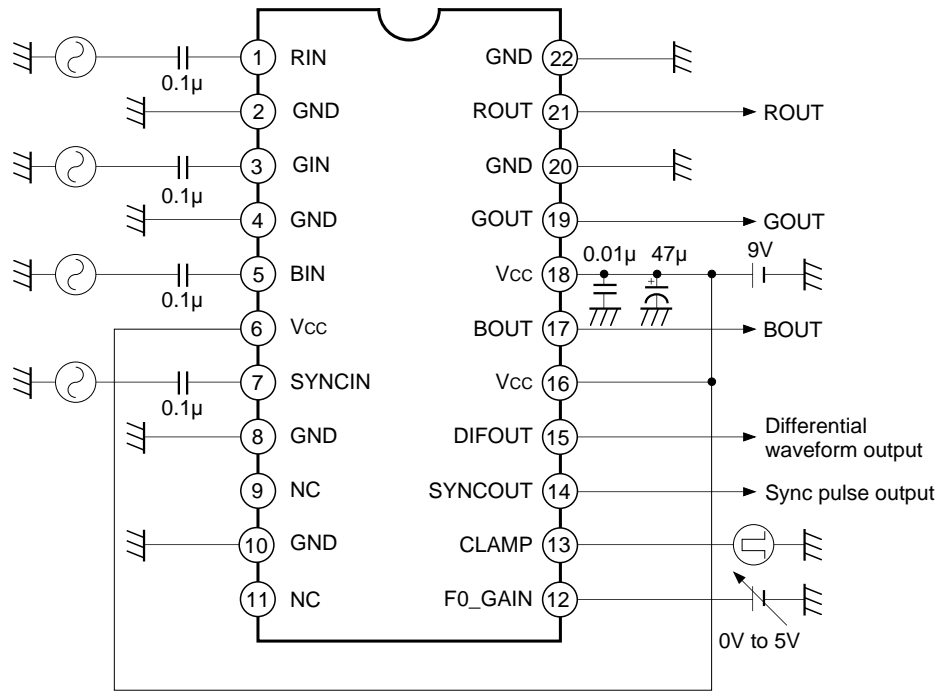 1 RIN
0.1μ
2 GND
3 GIN
0.1μ
4 GND
5 BIN
0.1μ
6 VCC
7 SYNCIN
0.1μ
8 GND
9 NC
10 GND
11 NC
GND 22
ROUT 21 ROUT
GND 20
GOUT 19 GOUT
0.01μ 47μ 9V
VCC 18
+
BOUT 17 BOUT
VCC 16
DIFOUT 15 Differential
waveform output
SYNCOUT 14 Sync pulse output
CLAMP 13
F0_GAIN 12
0V to 5V